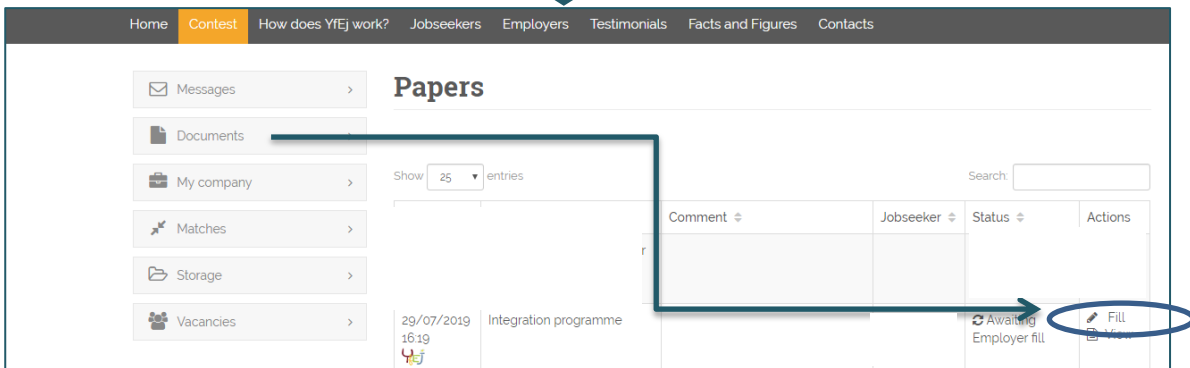 Home Contest How does YfEj work? Jobseekers Employers Testimonials Facts and Figures Contacts
Papers
Messages
Documents
My company
Matches
Storage
Vacancies
Show 25 entries Search:
Comment Jobseeker Status Actions
r
29/07/2019 Integration programme Awaiting Fill
16:19 Employer fill View
YEJ